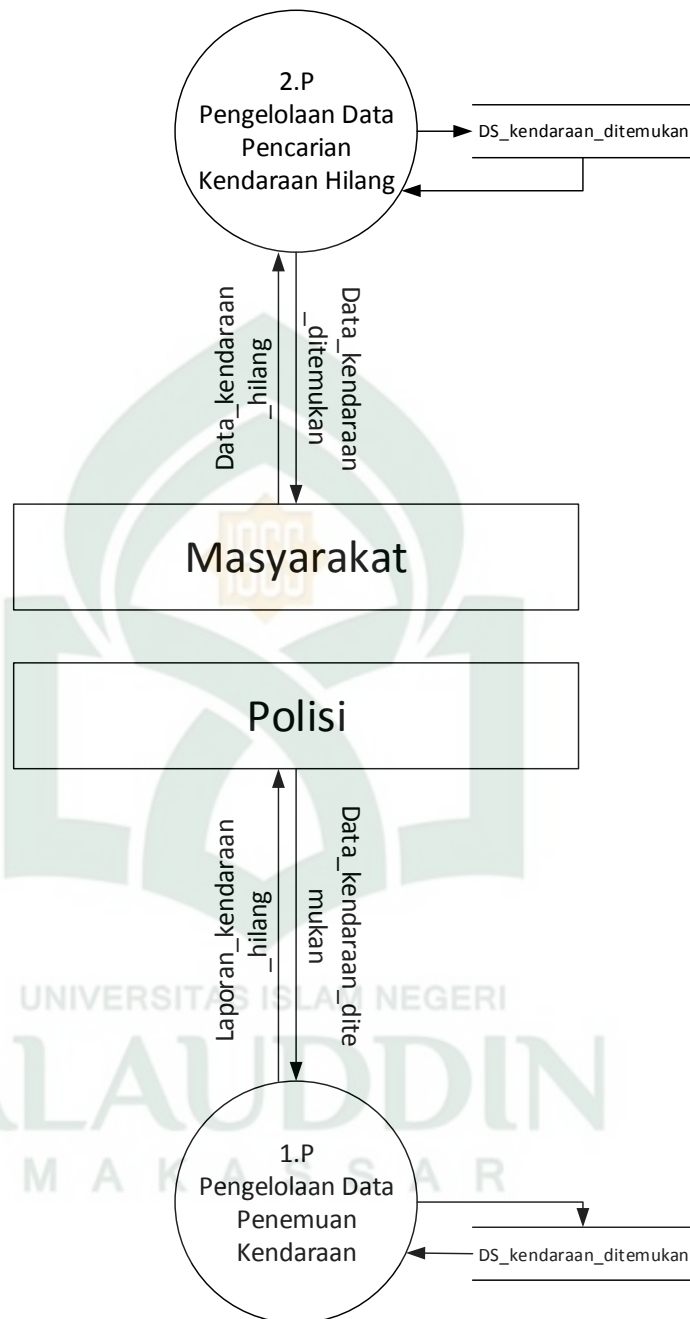 2.P
Pengelolaan Data
Pencarian
Kendaraan Hilang
DS_kendaraan_ditemukan
Data_kendaraan
_hilang
Data_kendaraan
_ditemukan
Masyarakat
Polisi
Laporan_kendaraan
_hilang
Data_kendaraan_dite
mukan
UNIVERSITAS ISLAM NEGERI
ALAUDDIN
MAKASSAR
1.P
Pengelolaan Data
Penemuan
Kendaraan
DS_kendaraan_ditemukan